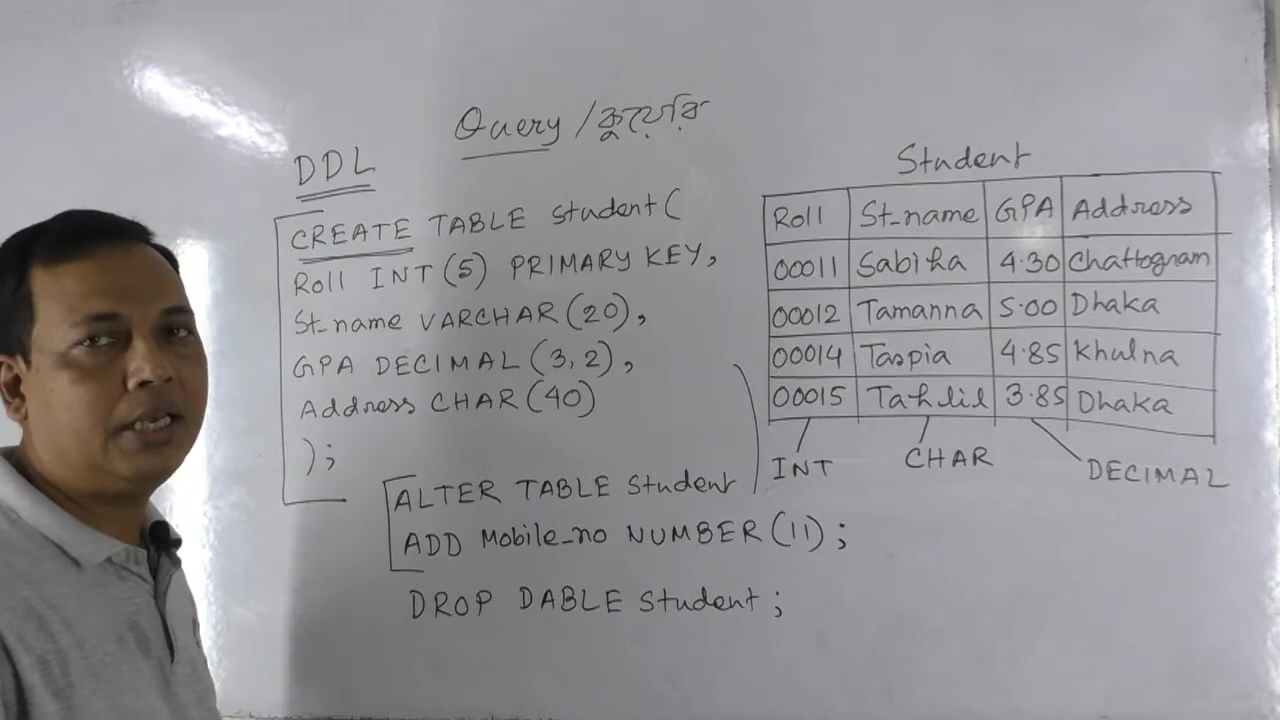 Query / কুয়েরি
DDL
CREATE TABLE Student (
Roll INT (5) PRIMARY KEY,
St_name VARCHAR (20),
GPA DECIMAL (3, 2),
Address CHAR (40)
);
ALTER TABLE Student
ADD Mobile_no NUMBER (11);
DROP DABLE Student;
Student
Roll St_name GPA Address
00011 Sabiha 4.30 Chattogram
00012 Tamanna 5.00 Dhaka
00014 Taspia 4.85 Khulna
00015 Tahlil 3.85 Dhaka
INT CHAR DECIMAL